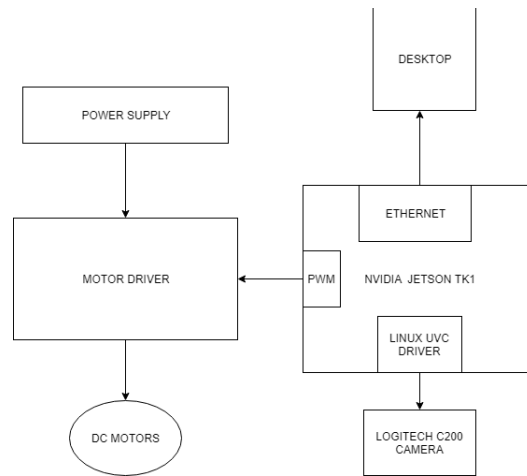 DESKTOP
POWER SUPPLY
ETHERNET
MOTOR DRIVER
PWM
NVIDIA JETSON TK1
LINUX UVC
DRIVER
DC MOTORS
LOGITECH C200
CAMERA